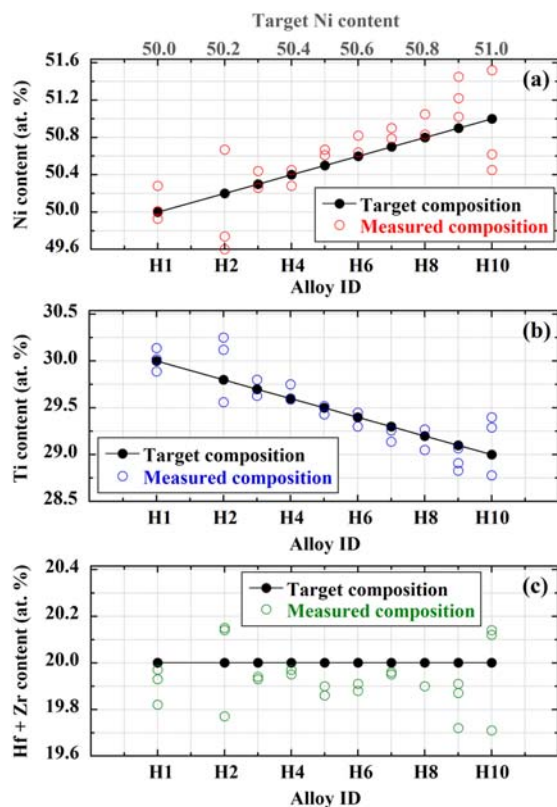 Target Ni content
50.0 50.2 50.4 50.6 50.8 51.0
(a)
Ni content (at. %)
51.6
51.2
50.8
50.4
50.0
49.6
Target composition
Measured composition
H1 H2 H4 H6 H8 H10
Alloy ID
(b)
Ti content (at. %)
30.5
30.0
29.5
29.0
28.5
Target composition
Measured composition
H1 H2 H4 H6 H8 H10
Alloy ID
(c)
Hf + Zr content (at. %)
20.4
20.2
20.0
19.8
19.6
Target composition
Measured composition
H1 H2 H4 H6 H8 H10
Alloy ID